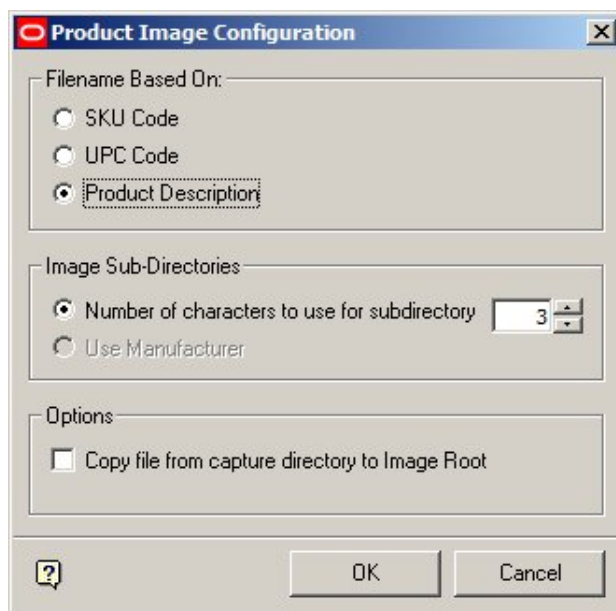 Product Image Configuration
Filename Based On:
SKU Code
UPC Code
Product Description
Image Sub-Directories
Number of characters to use for subdirectory 3
Use Manufacturer
Options
Copy file from capture directory to Image Root
? OK Cancel